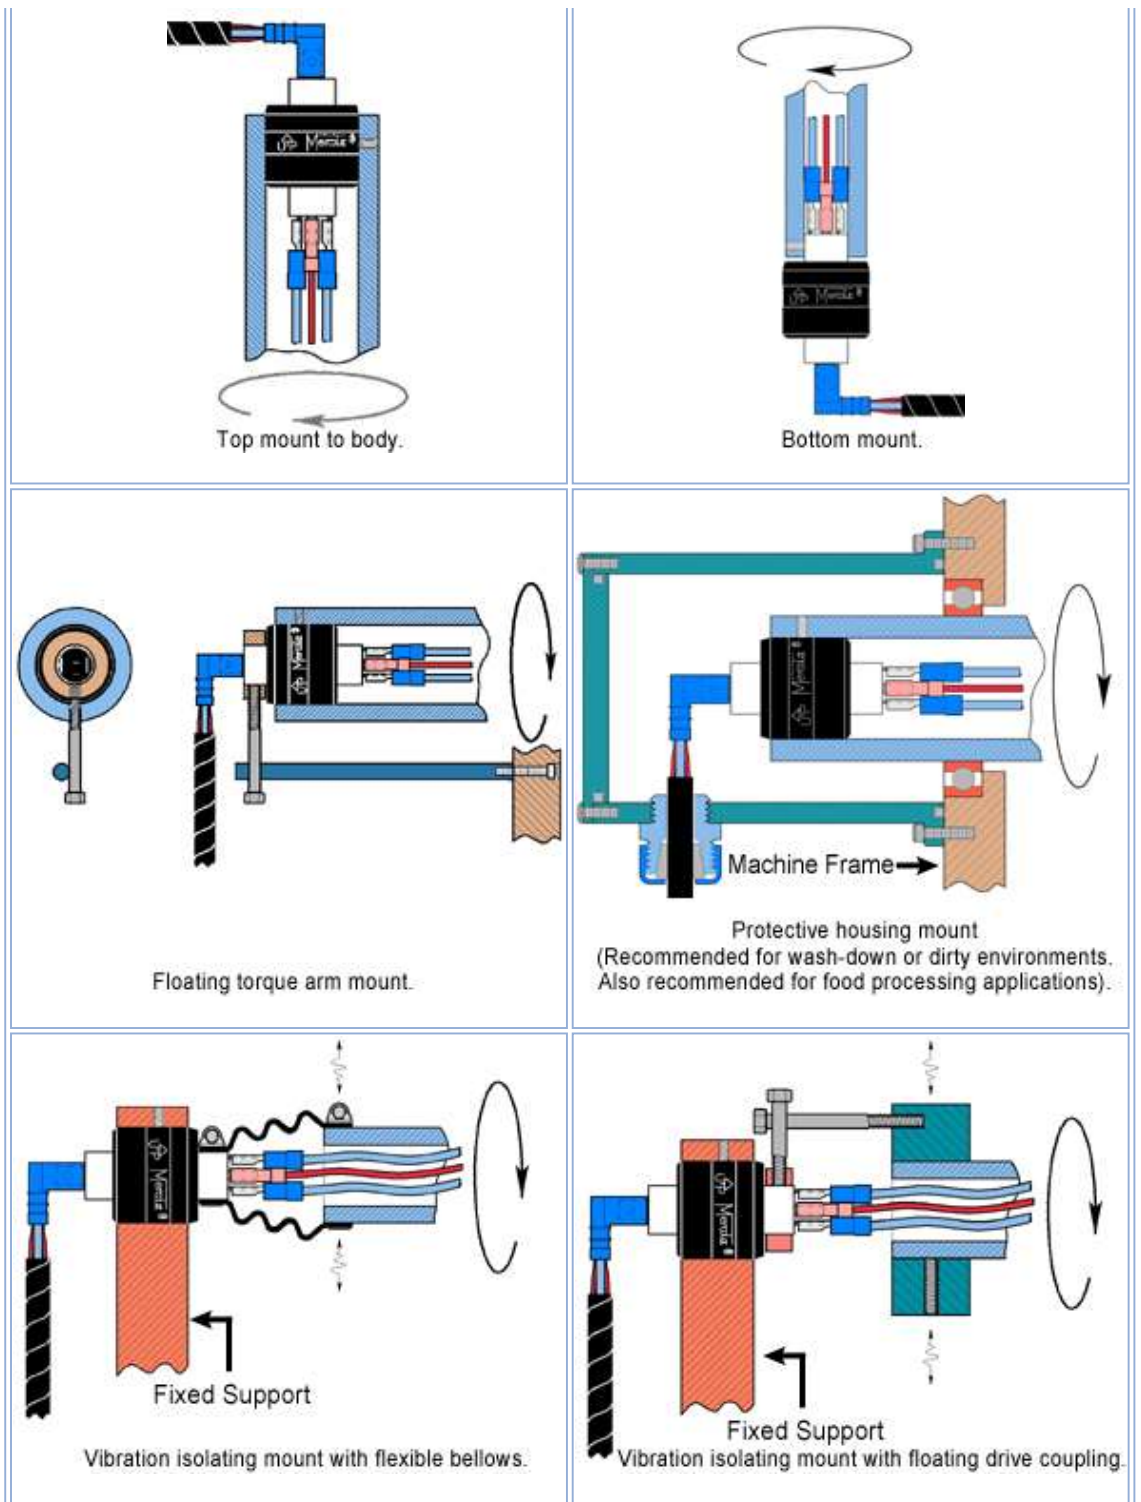 Top mount to body.
Bottom mount.
Floating torque arm mount.
Machine Frame
Protective housing mount
(Recommended for wash-down or dirty environments.
Also recommended for food processing applications).
Fixed Support
Vibration isolating mount with flexible bellows.
Fixed Support
Vibration isolating mount with floating drive coupling.